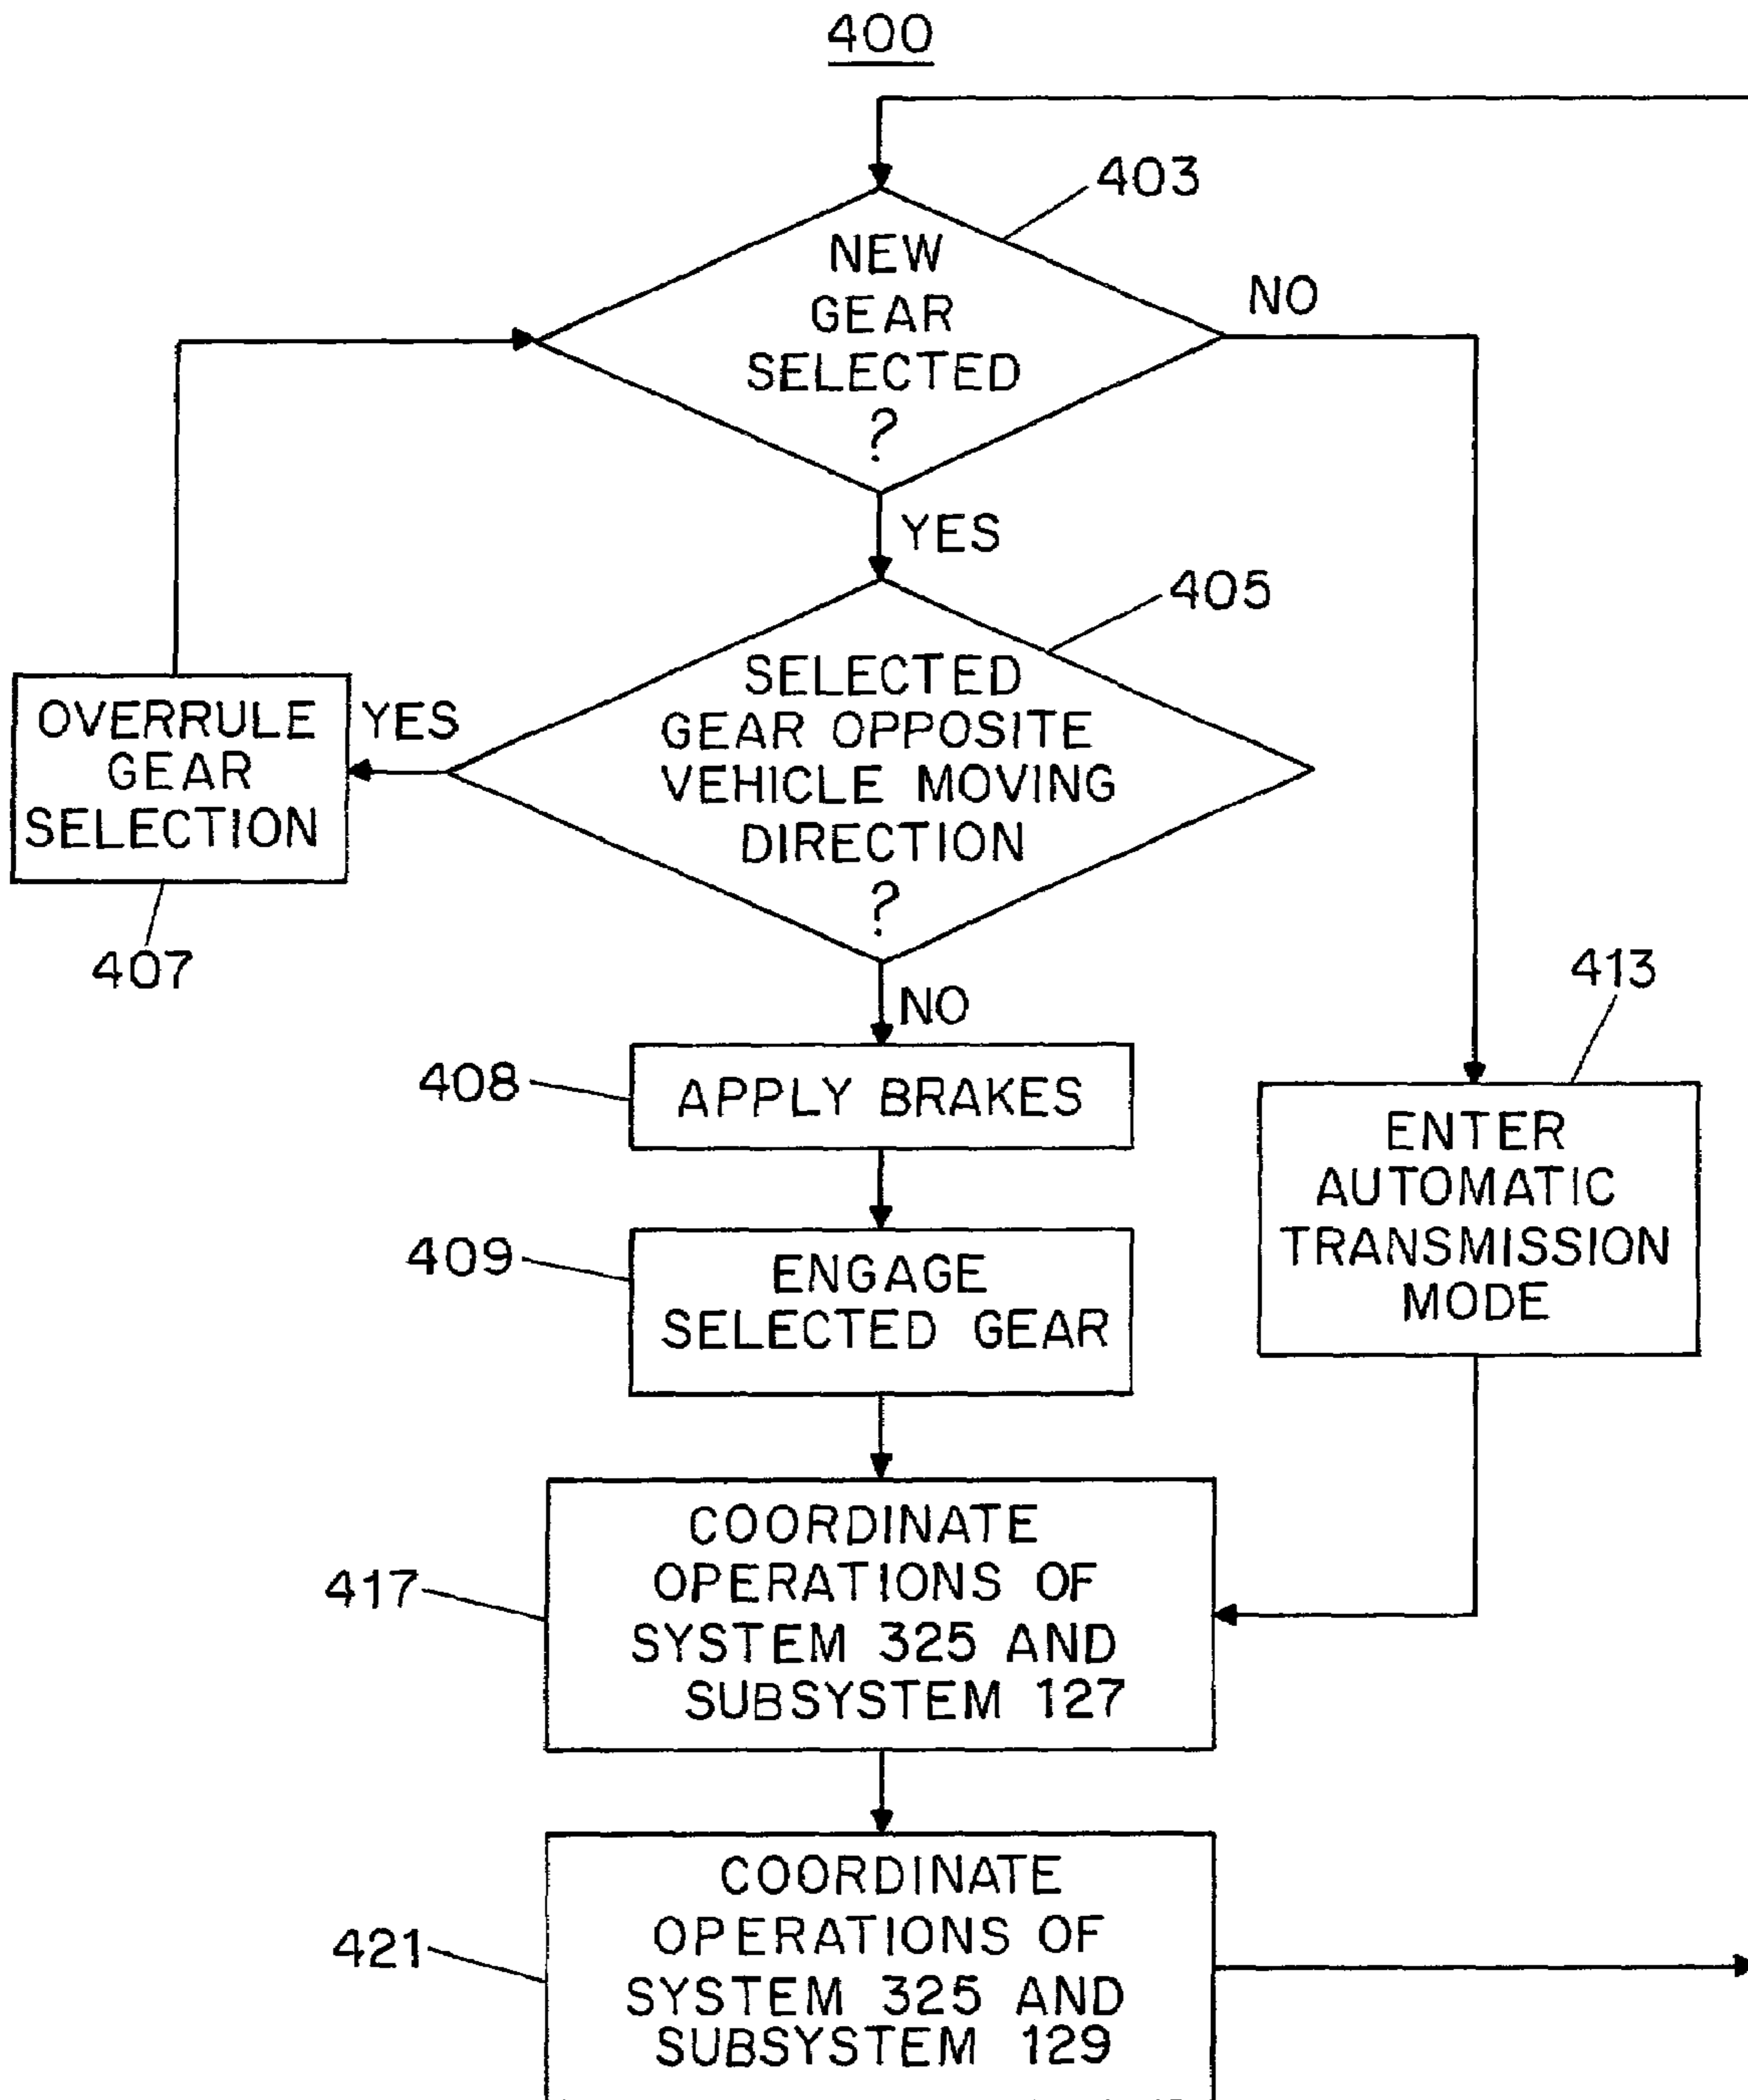 400
403
NEW
GEAR
SELECTED
?
NO
YES
405
SELECTED
GEAR OPPOSITE
VEHICLE MOVING
DIRECTION
?
YES
OVERRULE
GEAR
SELECTION
407
NO
408
APPLY BRAKES
413
ENTER
AUTOMATIC
TRANSMISSION
MODE
409
ENGAGE
SELECTED GEAR
417
COORDINATE
OPERATIONS OF
SYSTEM 325 AND
SUBSYSTEM 127
421
COORDINATE
OPERATIONS OF
SYSTEM 325 AND
SUBSYSTEM 129